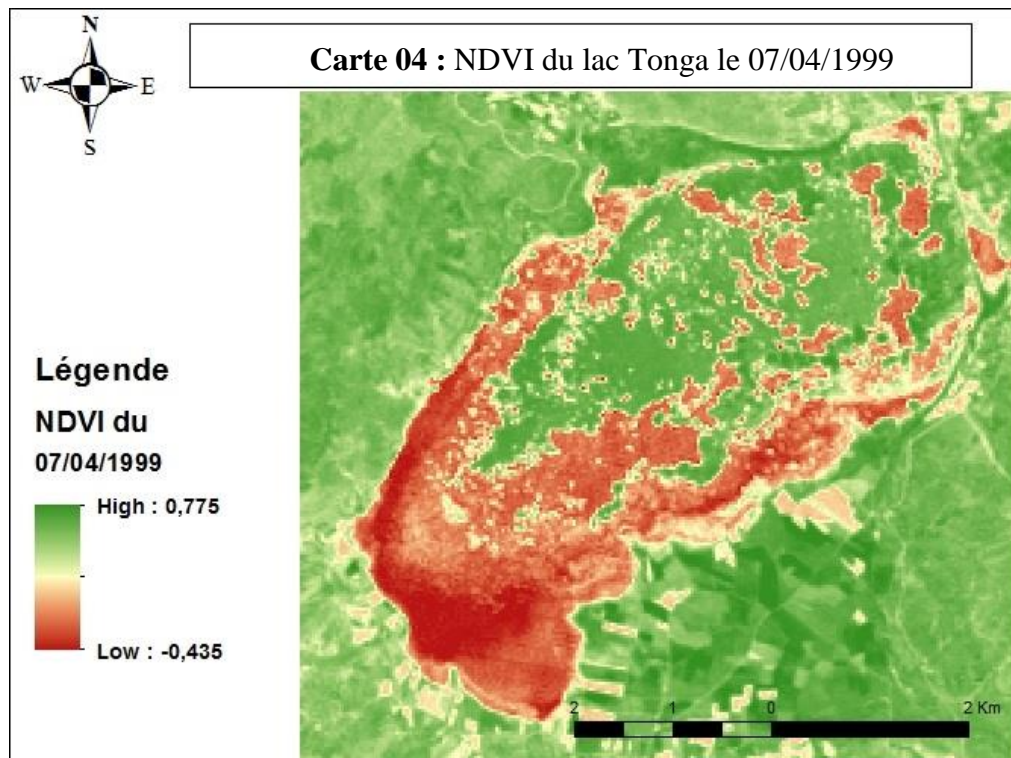 N
W E
S
Carte 04 : NDVI du lac Tonga le 07/04/1999
Légende
NDVI du
07/04/1999
High : 0,775
Low : -0,435
2 1 0 2 Km